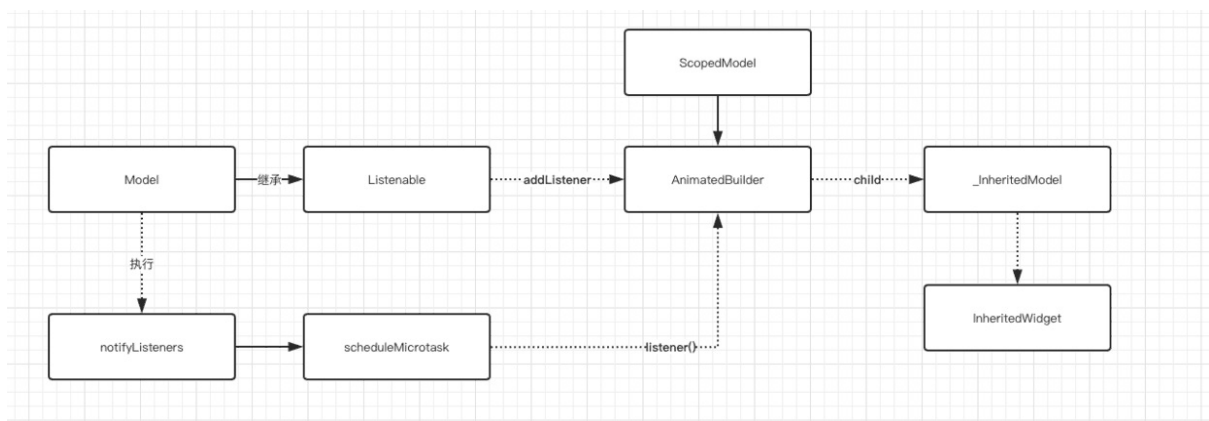 ScopedModel
Model
继承
Listenable
addListener
AnimatedBuilder
child
_InheritedModel
执行
InheritedWidget
notifyListeners
scheduleMicrotask
listener()